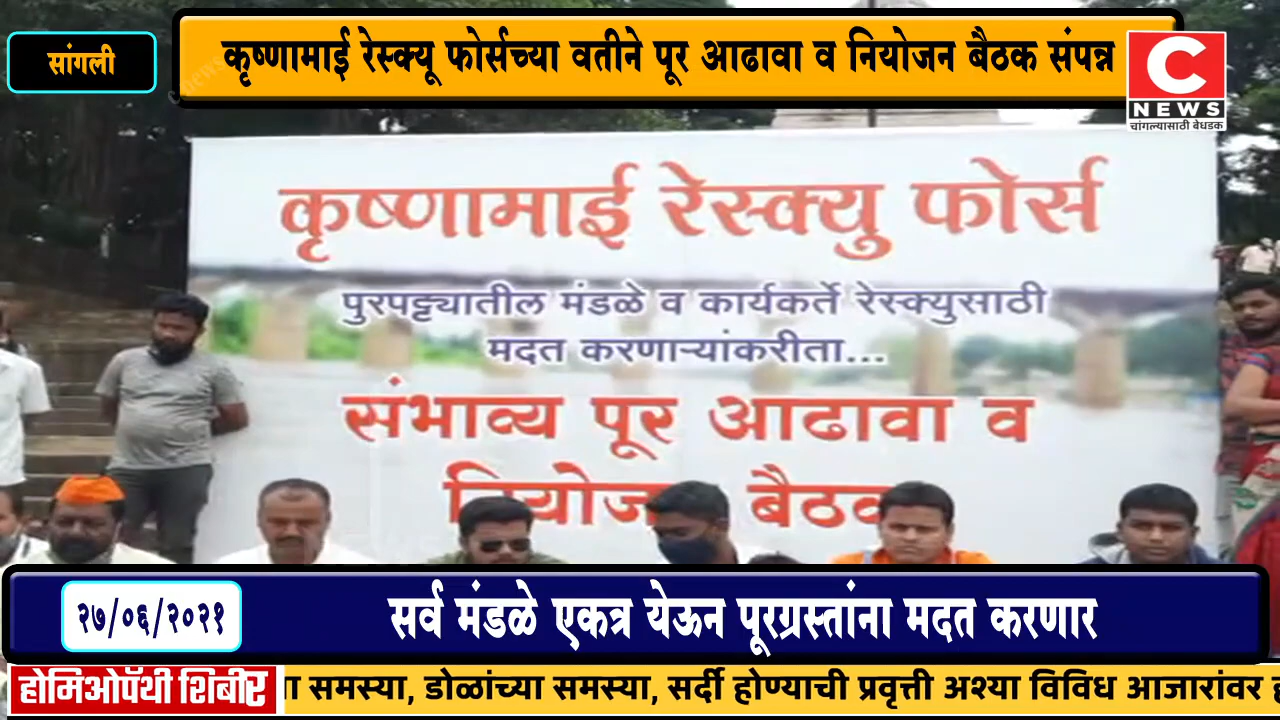 सांगली
कृष्णामाई रेस्क्यू फोर्सच्या वतीने पूर आढावा व नियोजन बैठक संपन्न
C
NEWS
चांगल्यासाठी बेधडक
कृष्णामाई रेस्क्यु फोर्स
पुरपट्ट्यातील मंडळे व कार्यकर्ते रेस्क्युसाठी
मदत करणाऱ्यांकरीता...
संभाव्य पूर आढावा व
नियोजन बैठक
२७/०६/२०२१
सर्व मंडळे एकत्र येऊन पूरग्रस्तांना मदत करणार
होमिओपॅथी शिबीर
समस्या, डोळांच्या समस्या, सर्दी होण्याची प्रवृत्ती अश्या विविध आजारांवर